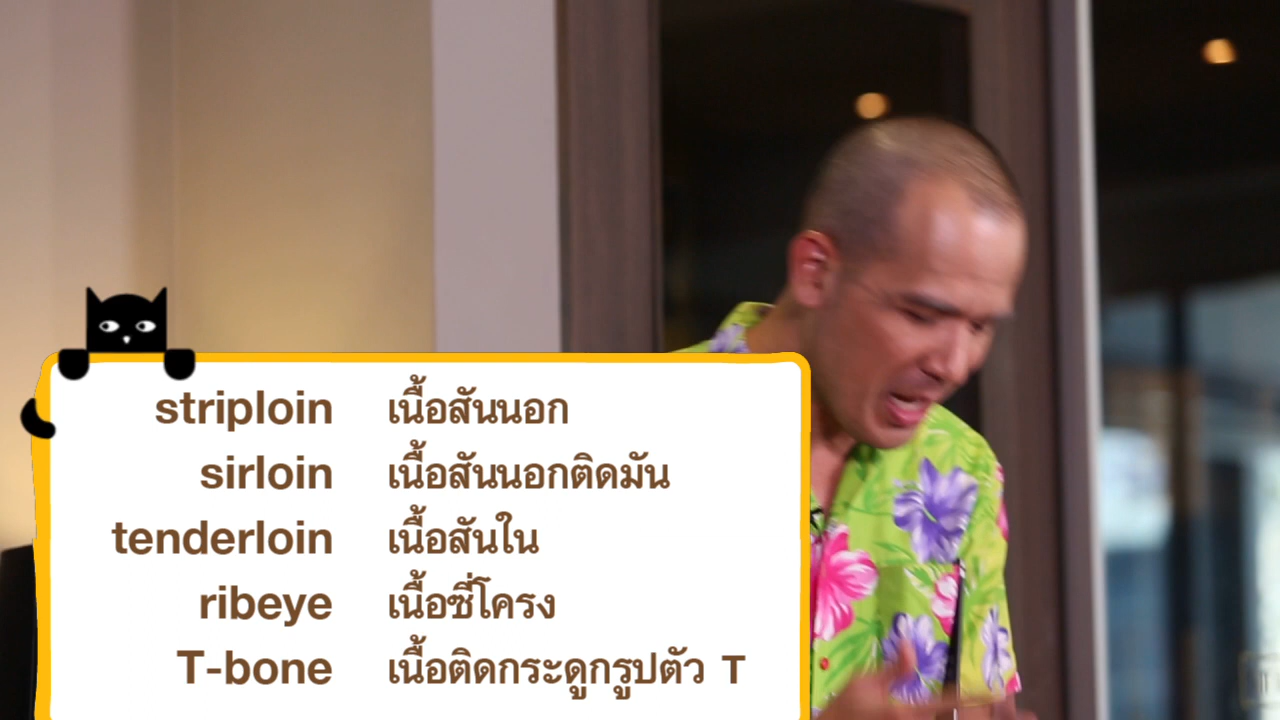 striploin เนื้อสันนอก
sirloin เนื้อสันนอกติดมัน
tenderloin เนื้อสันใน
ribeye เนื้อซี่โครง
T-bone เนื้อติดกระดูกรูปตัว T